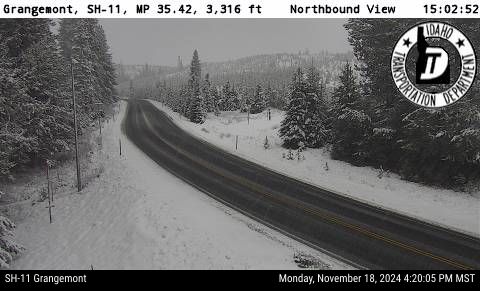 Grangemont, SH-11, MP 35.42, 3,316 ft Northbound View 15:02:52
IDAHO
TRANSPORTATION DEPARTMENT
SH-11 Grangemont Monday, November 18, 2024 4:20:05 PM MST